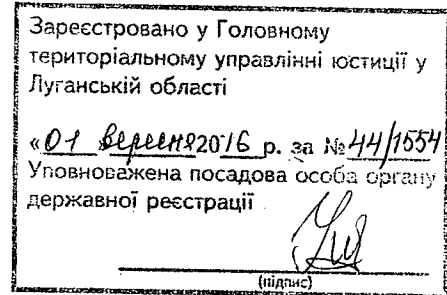 Зареєстровано у Головному
територіальному управлінні юстиції у
Луганській області
«01» вересня 2016 р. за №44/1554
Уповноважена посадова особа органу
державної реєстрації
(підпис)